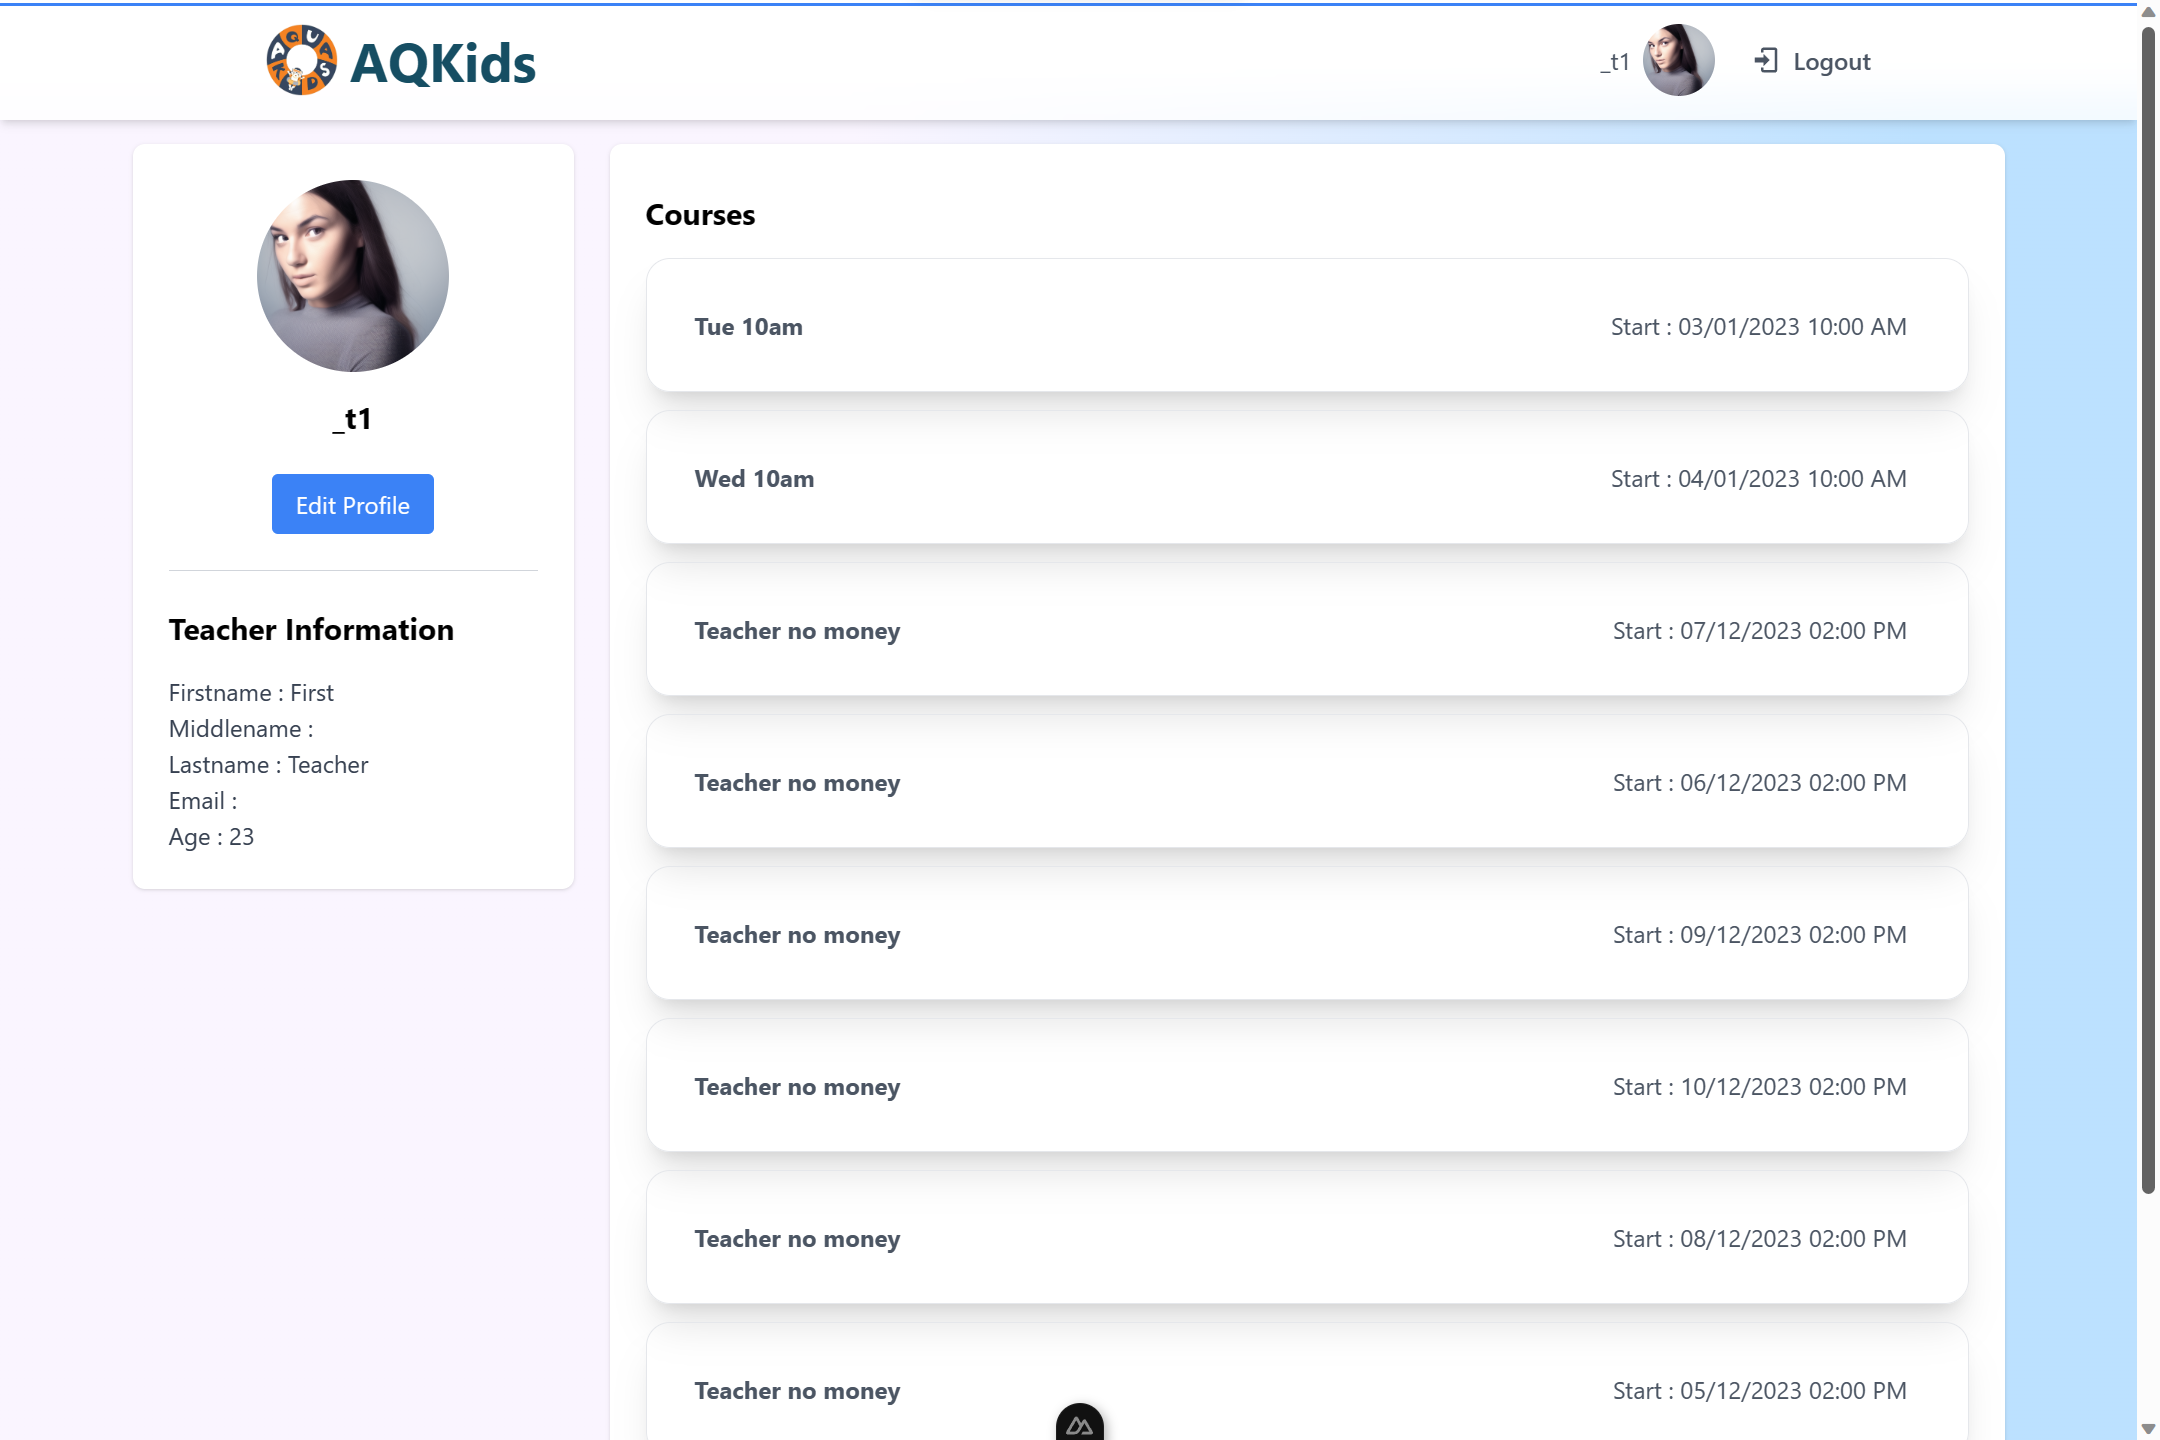 AQUA KIDS
AQKids
_t1
Logout
_t1
Edit Profile
Teacher Information
Firstname : First
Middlename :
Lastname : Teacher
Email :
Age : 23
Courses
Tue 10am
Start : 03/01/2023 10:00 AM
Wed 10am
Start : 04/01/2023 10:00 AM
Teacher no money
Start : 07/12/2023 02:00 PM
Teacher no money
Start : 06/12/2023 02:00 PM
Teacher no money
Start : 09/12/2023 02:00 PM
Teacher no money
Start : 10/12/2023 02:00 PM
Teacher no money
Start : 08/12/2023 02:00 PM
Teacher no money
Start : 05/12/2023 02:00 PM